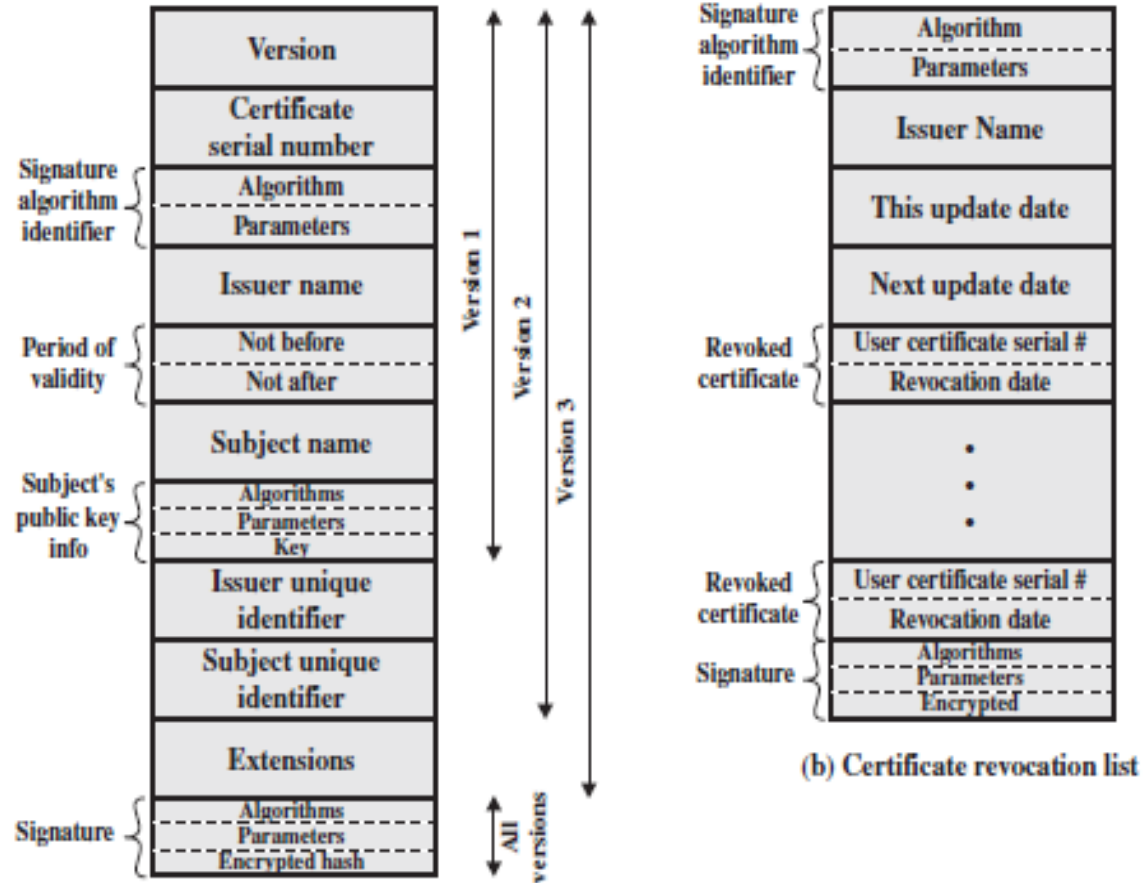 Version
Certificate
serial number
Signature
algorithm
identifier
Algorithm
Parameters
Issuer name
Period of
validity
Not before
Not after
Subject name
Subject's
public key
info
Algorithms
Parameters
Key
Issuer unique
identifier
Subject unique
identifier
Extensions
Signature
Algorithms
Parameters
Encrypted hash
Version 1
Version 2
Version 3
All
versions
Signature
algorithm
identifier
Algorithm
Parameters
Issuer Name
This update date
Next update date
Revoked
certificate
User certificate serial #
Revocation date
Revoked
certificate
User certificate serial #
Revocation date
Signature
Algorithms
Parameters
Encrypted
(b) Certificate revocation list